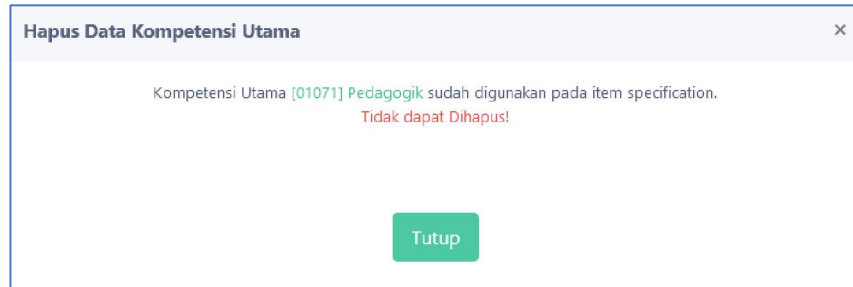 Hapus Data Kompetensi Utama
×
Kompetensi Utama [01071] Pedagogik sudah digunakan pada item specification.
Tidak dapat Dihapus!
Tutup